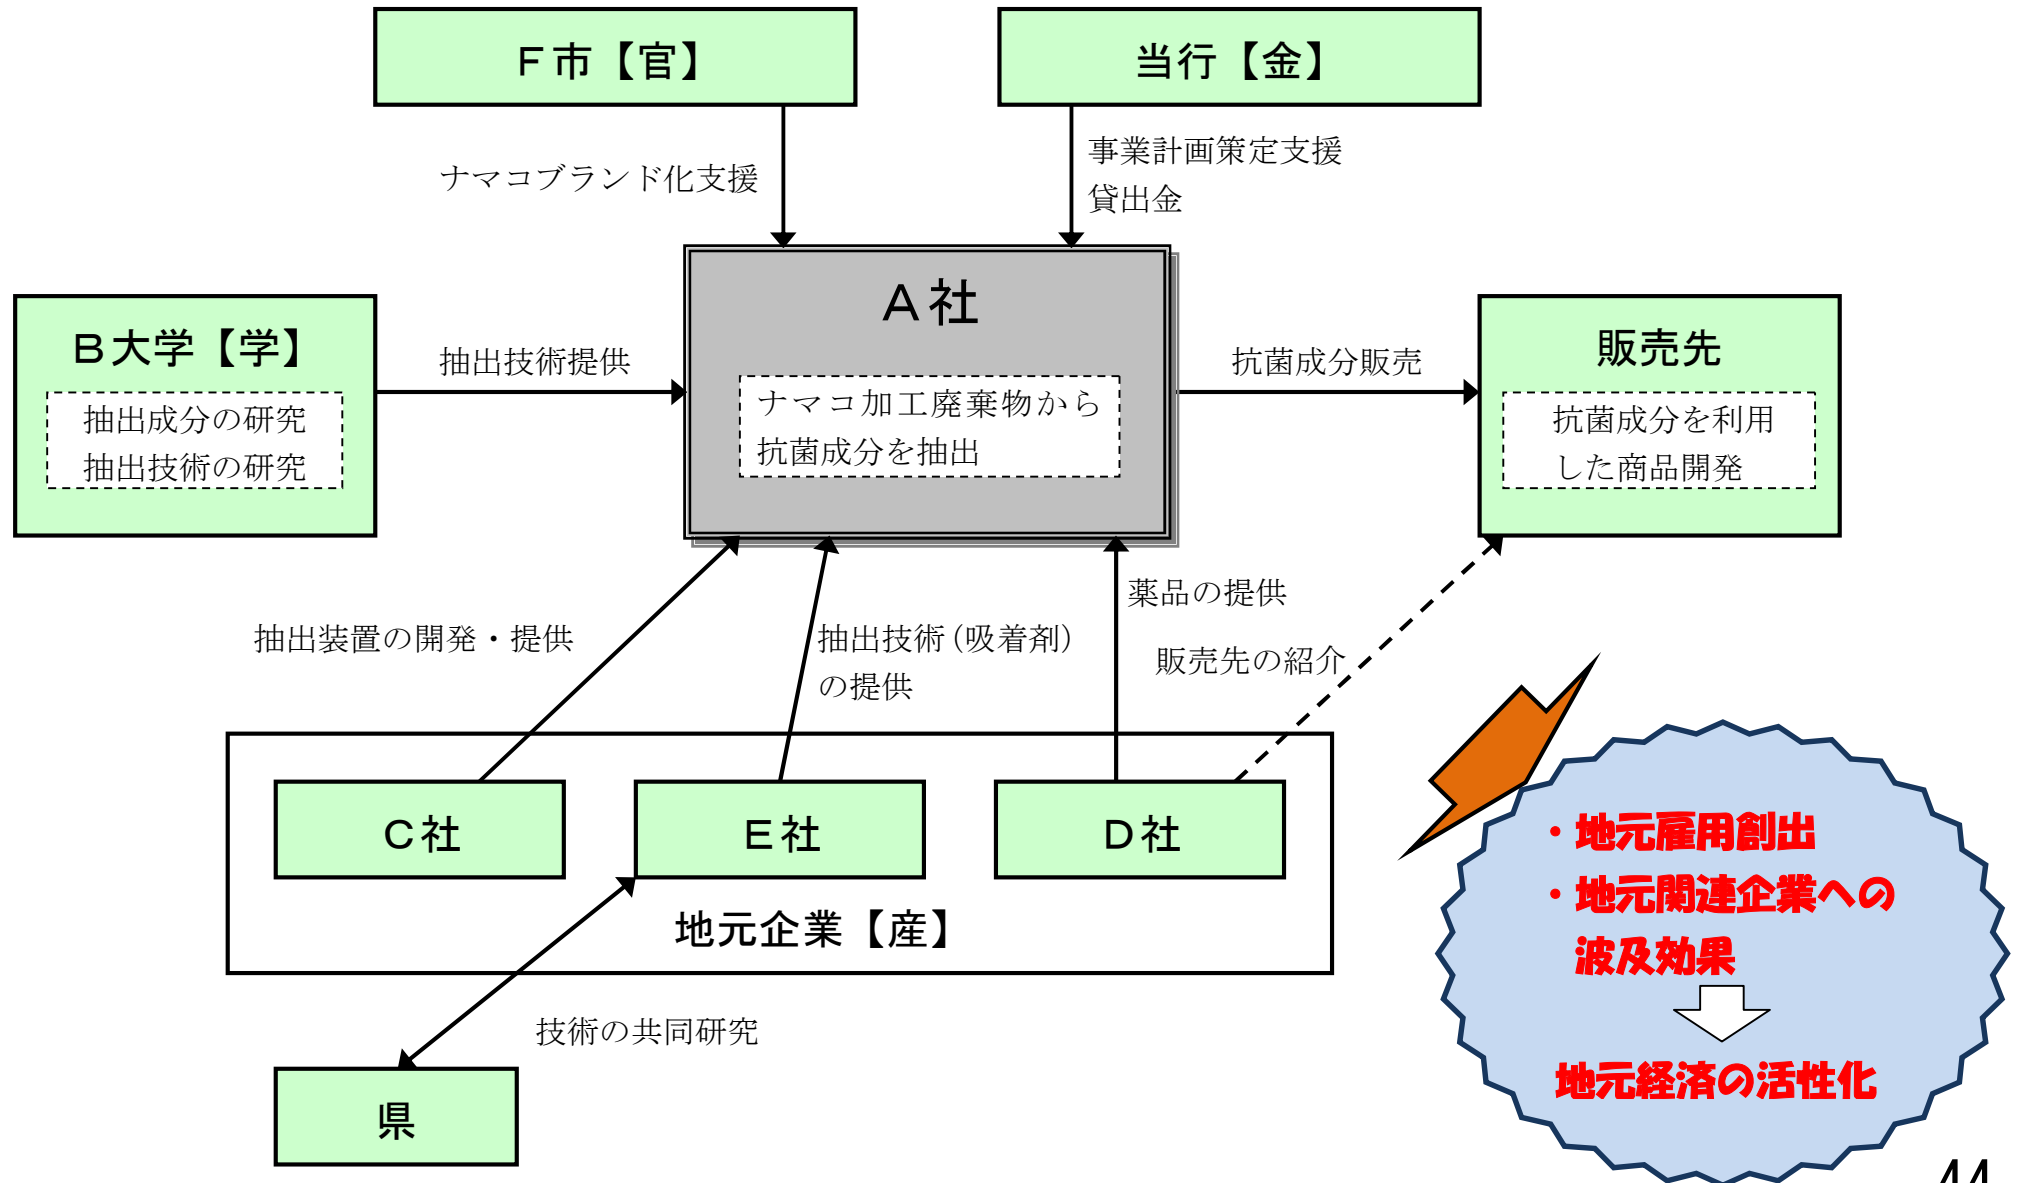 F市【官】
当行【金】
ナマコブランド化支援
事業計画策定支援
貸出金
A社
ナマコ加工廃棄物から
抗菌成分を抽出
B大学【学】
抽出成分の研究
抽出技術の研究
抽出技術提供
抗菌成分販売
販売先
抗菌成分を利用
した商品開発
抽出装置の開発・提供
抽出技術(吸着剤)
の提供
薬品の提供
販売先の紹介
C社
E社
D社
地元企業【産】
技術の共同研究
県
・地元雇用創出
・地元関連企業への
波及効果
地元経済の活性化
44